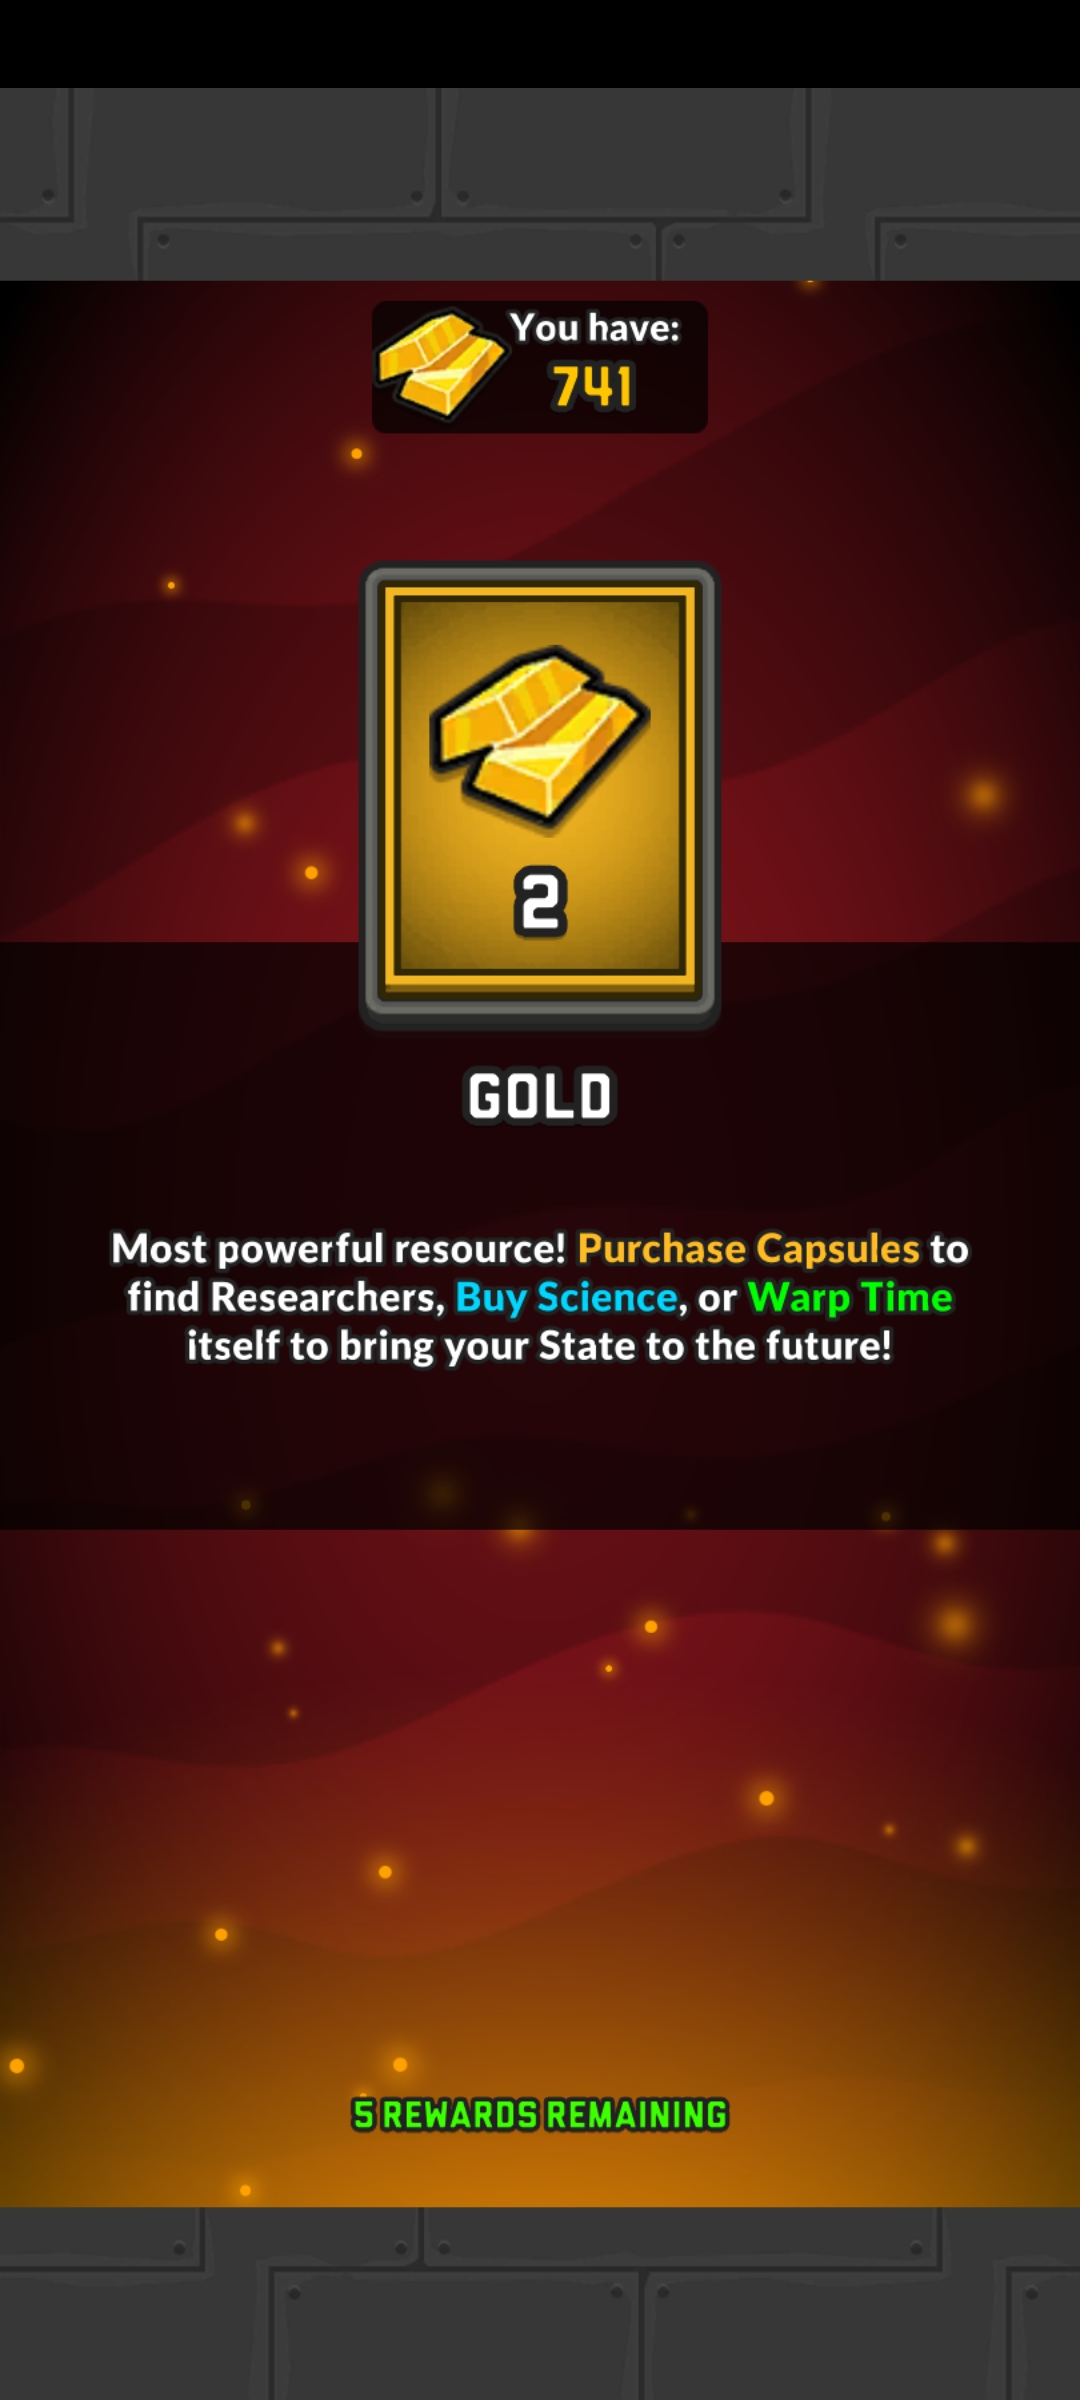 You have:
741
2
GOLD
Most powerful resource! Purchase Capsules to
find Researchers, Buy Science, or Warp Time
itself to bring your State to the future!
5 REWARDS REMAINING